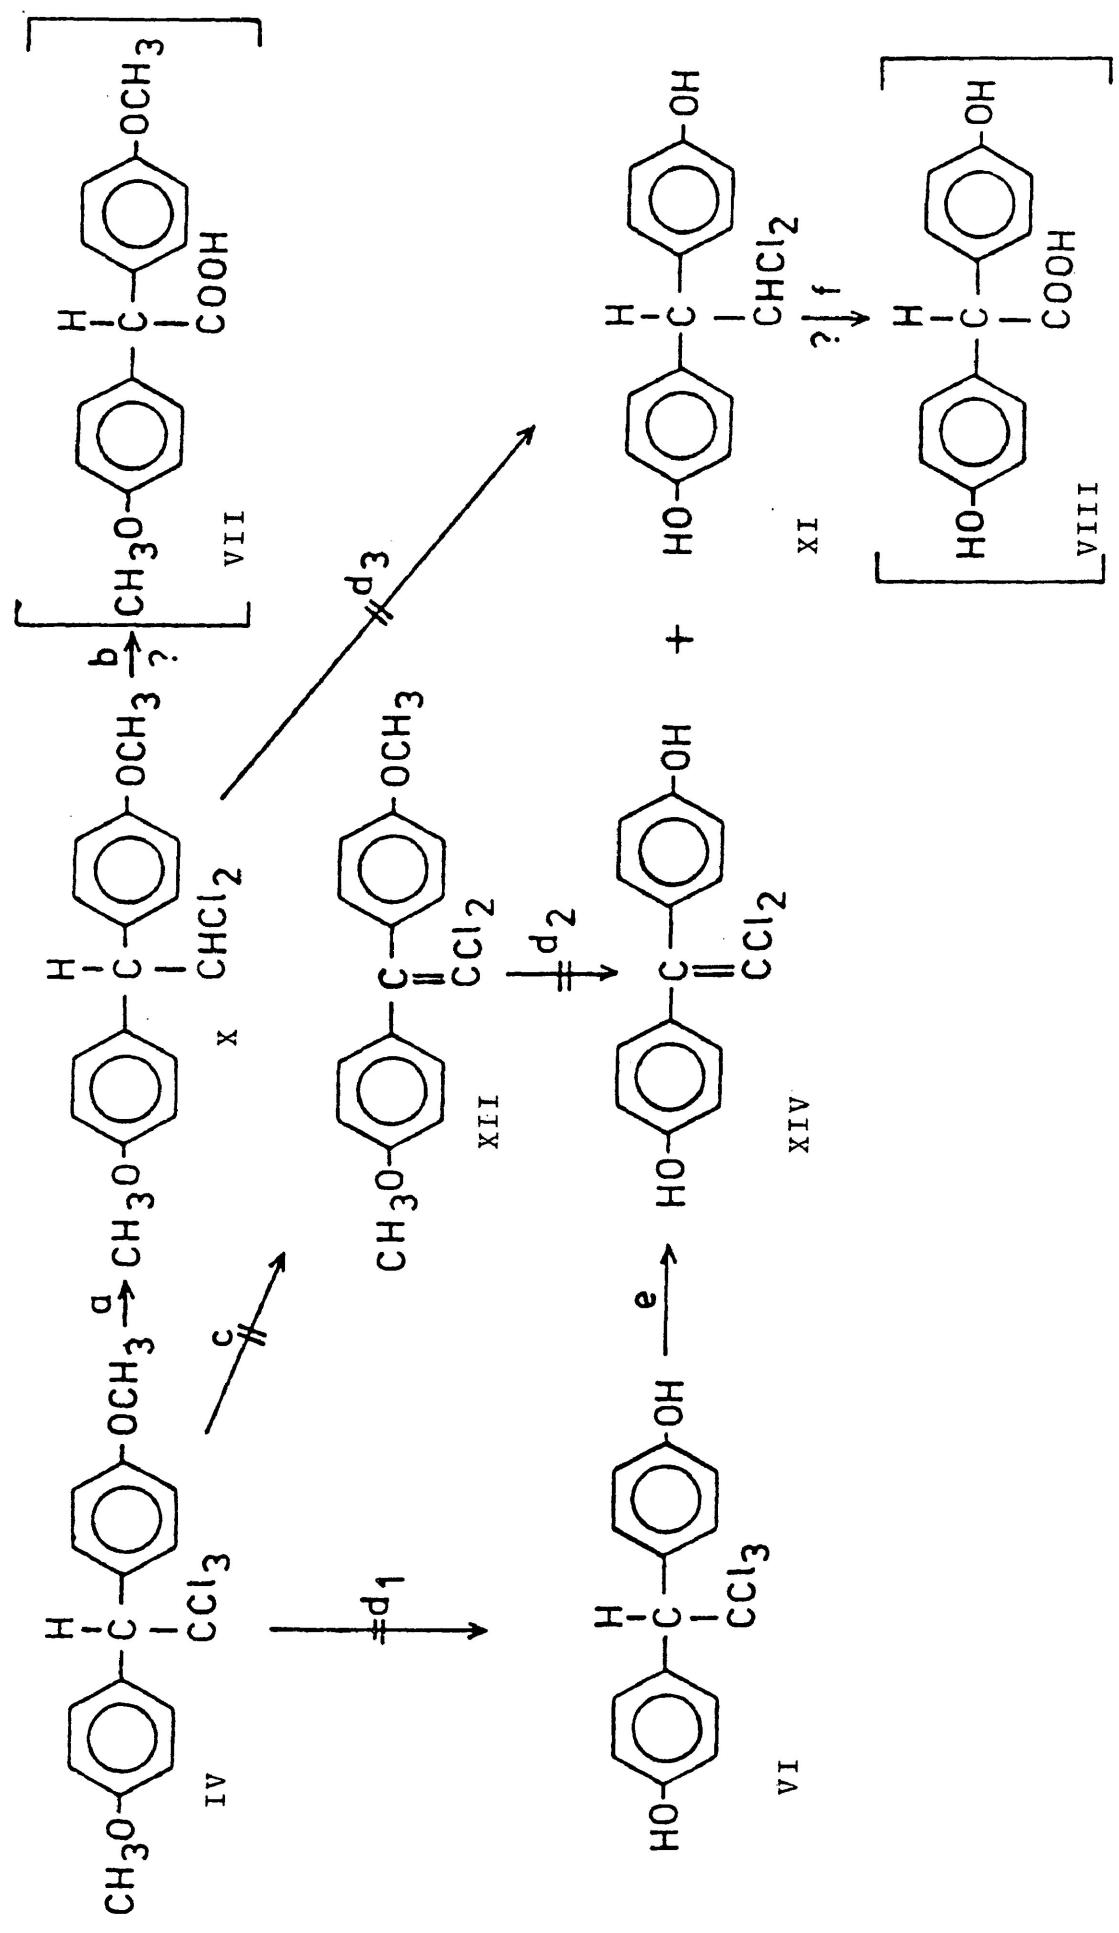 H H H
CH3O C OCH3 a CH3O C OCH3 b CH3O C OCH3
CCl3 CHCl2 ? COOH
IV X VII
c
d3
CH3O C OCH3
CCl2
XII
d1 d2
H H
HO C OH e HO C OH + HO C OH
CCl3 CCl2 CHCl2
VI XIV XI
? f
H
HO C OH
COOH
VIII